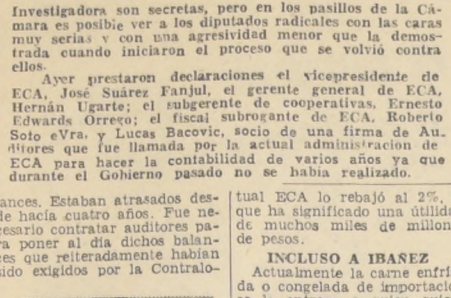 Investigadora son secretas, pero en los pasillos de la Cá-
mara es posible ver a los diputados radicales con las caras
muy serias y con una agresividad menor que la demos-
trada cuando iniciaron el proceso que se volvió contra
ellos.
Ayer prestaron declaraciones el vicepresidente de
ECA, José Suárez Fanjul, el gerente general de ECA,
Hernán Ugarte; el subgerente de cooperativas, Ernesto
Edwards Orrego; el fiscal subrogante de ECA, Roberto
Soto eVra, y Lucas Bacovic, socio de una firma de Au-
ditores que fue llamada por la actual administracion de
ECA para hacer la contabilidad de varios años ya que
durante el Gobierno pasado no se había realizado.
ances. Estaban atrasados des-
de hacía cuatro años. Fue ne-
esario contratar auditores pa-
ra poner al día dichos balan-
es que reiteradamente habían
sido exigidos por la Contralo-
tual ECA lo rebajó al 2%,
que ha significado una útilida
de muchos miles de millon
de pesos.
INCLUSO A IBAÑEZ
Actualmente la carne enfri
da o congelada de importació